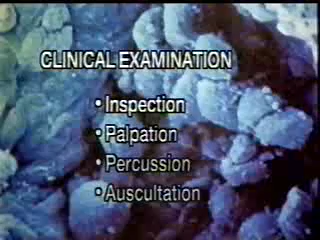 CLINICAL EXAMINATION
• Inspection
• Palpation
• Percussion
• Auscultation